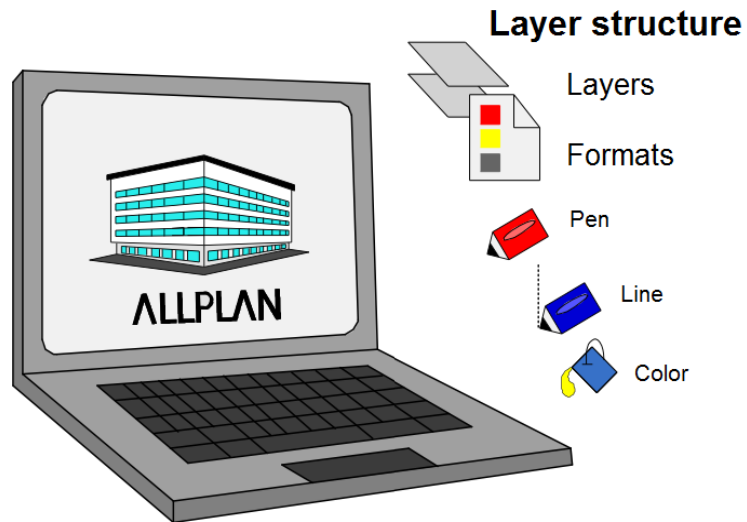 Layer structure
Layers
Formats
Pen
Line
Color
ALLPLAN